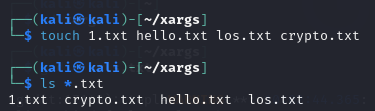 ┌──(kali㉿kali)-[~/xargs]
└─$ touch 1.txt hello.txt los.txt crypto.txt
┌──(kali㉿kali)-[~/xargs]
└─$ ls *.txt
1.txt  crypto.txt  hello.txt  los.txt